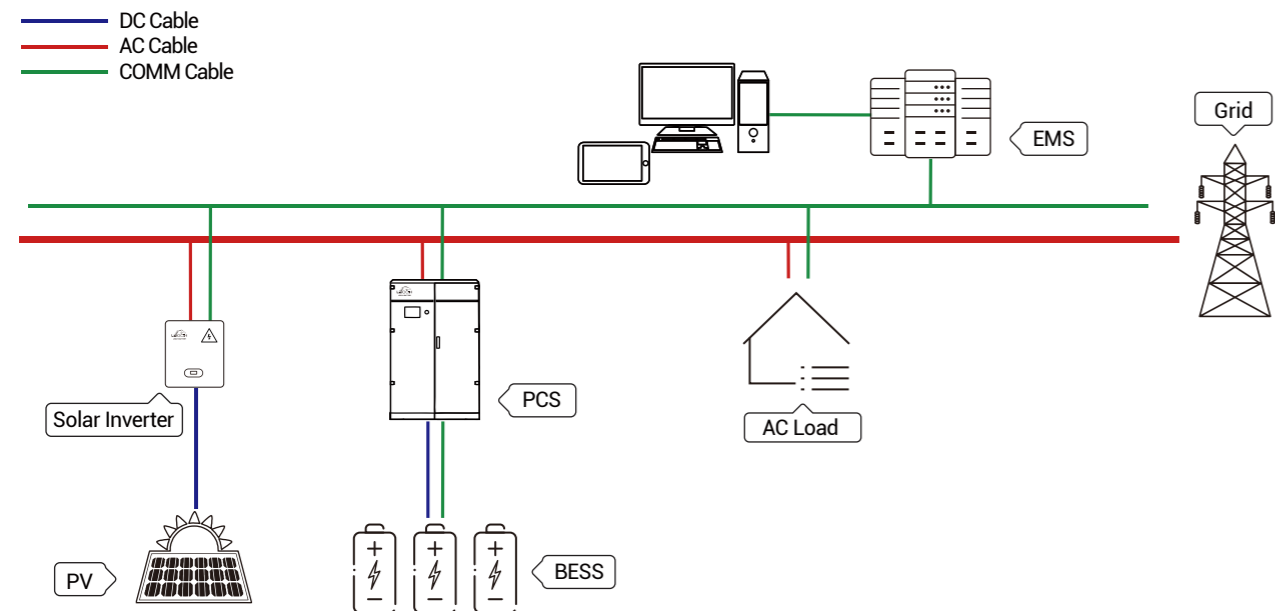 DC Cable
AC Cable
COMM Cable
Grid
EMS
Solar Inverter
PCS
AC Load
PV
BESS